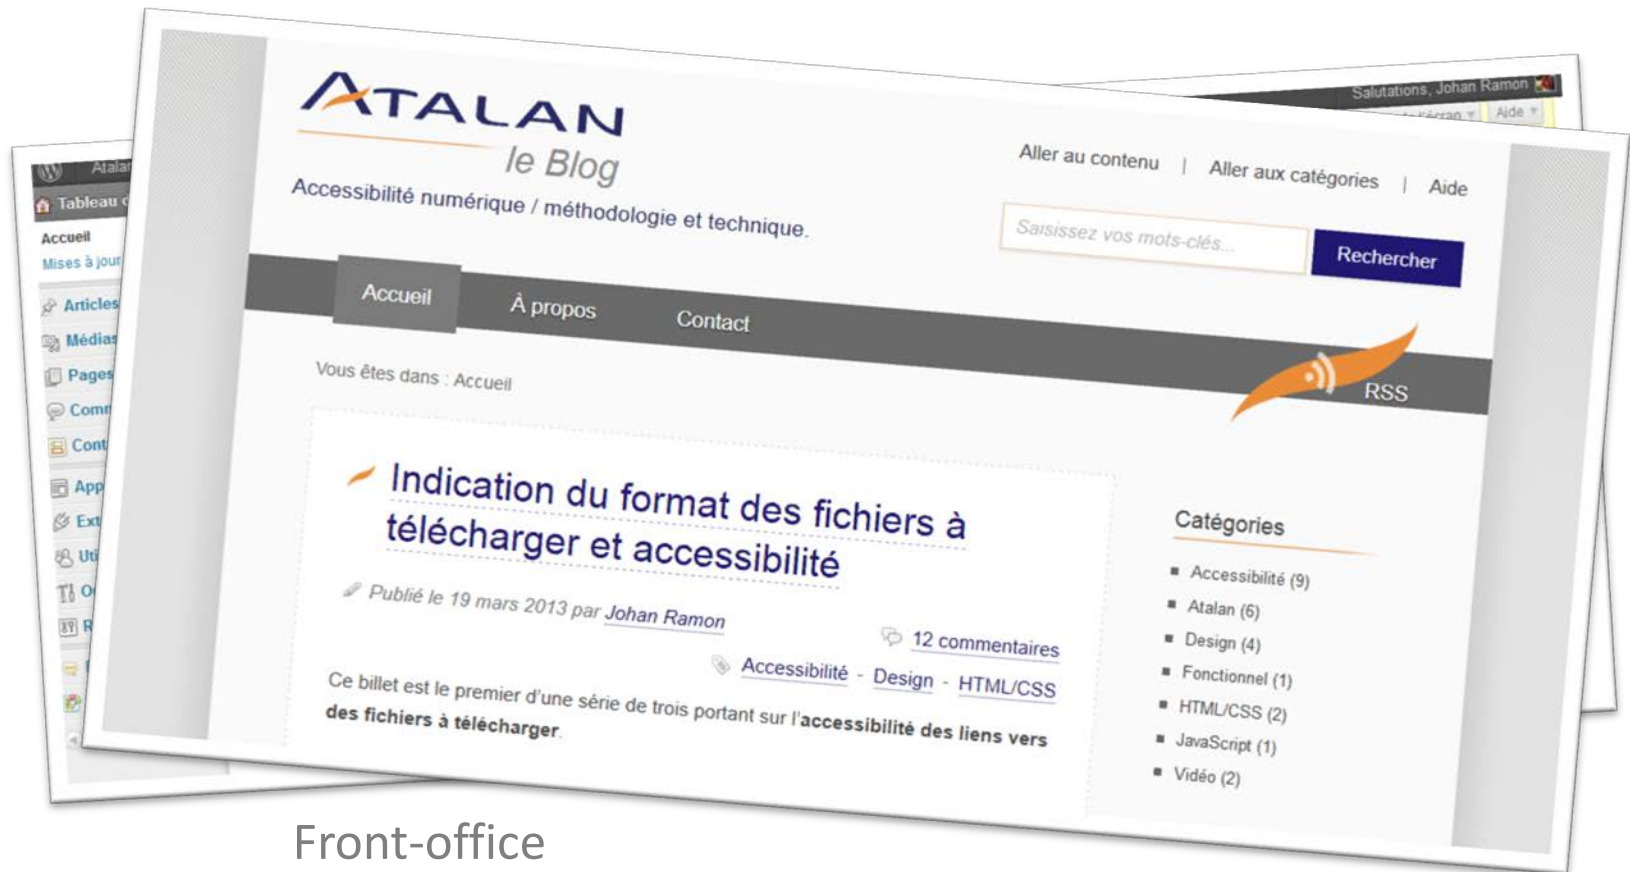 Salutations, Johan Ramon
Aide
Atalan
Tableau
Accueil
Mises à jour
Articles
Médias
Pages
ATALAN
le Blog
Accessibilité numérique / méthodologie et technique.
Aller au contenu | Aller aux catégories | Aide
Saisissez vos mots-clés...
Rechercher
Accueil
À propos
Contact
RSS
Vous êtes dans : Accueil
Indication du format des fichiers à
télécharger et accessibilité
Publié le 19 mars 2013 par Johan Ramon
12 commentaires
Accessibilité - Design - HTML/CSS
Ce billet est le premier d’une série de trois portant sur l’accessibilité des liens vers
des fichiers à télécharger.
Catégories
Accessibilité (9)
Atalan (6)
Design (4)
Fonctionnel (1)
HTML/CSS (2)
JavaScript (1)
Vidéo (2)
Front-office